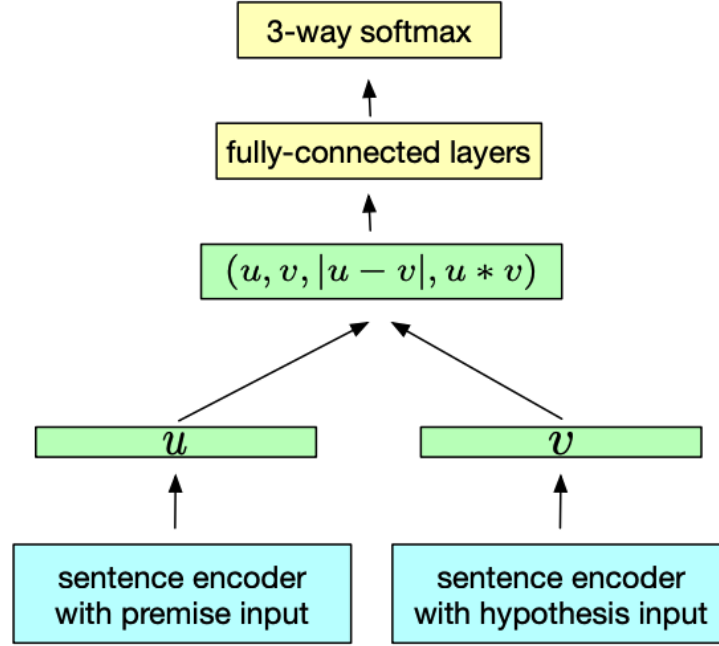 3-way softmax
fully-connected layers
(u, v, |u − v|, u ∗ v)
u
v
sentence encoder
with premise input
sentence encoder
with hypothesis input